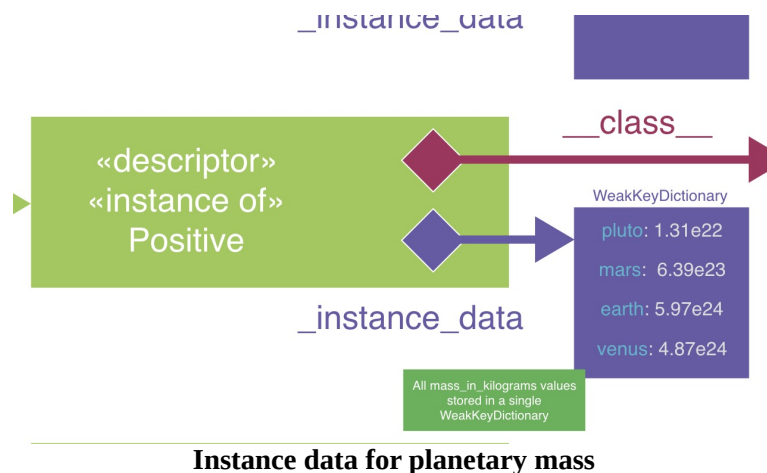 _instance_data
__class__
«descriptor»
«instance of»
Positive
WeakKeyDictionary
pluto: 1.31e22
mars: 6.39e23
earth: 5.97e24
venus: 4.87e24
_instance_data
All mass_in_kilograms values
stored in a single
WeakKeyDictionary
Instance data for planetary mass